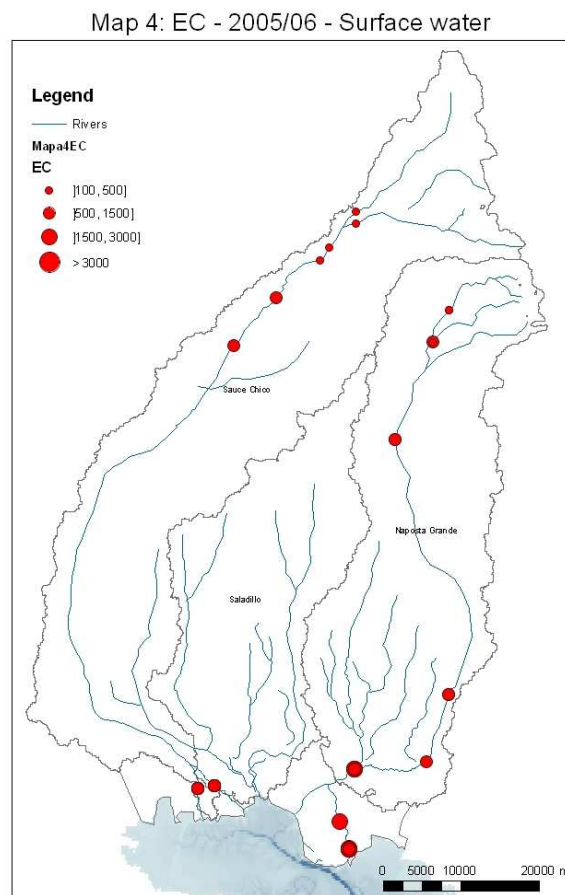 Map 4: EC - 2005/06 - Surface water
Legend
Rivers
Mapa4EC
EC
]100, 500]
]500, 1500]
]1500, 3000]
> 3000
Sauce Chico
Naposta Grande
Saladillo
0 5000 10000 20000 m